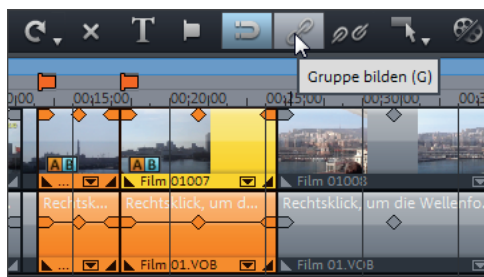 T
Gruppe bilden (G)
00:15:00 00:20:00 00:25:00 00:30:00
A B A B
... Film 01007 Film 01008
Rechtsk... Rechtsklick, um d... Rechtsklick, um die Wellenfo...
... Film 01.VOB Film 01.VOB